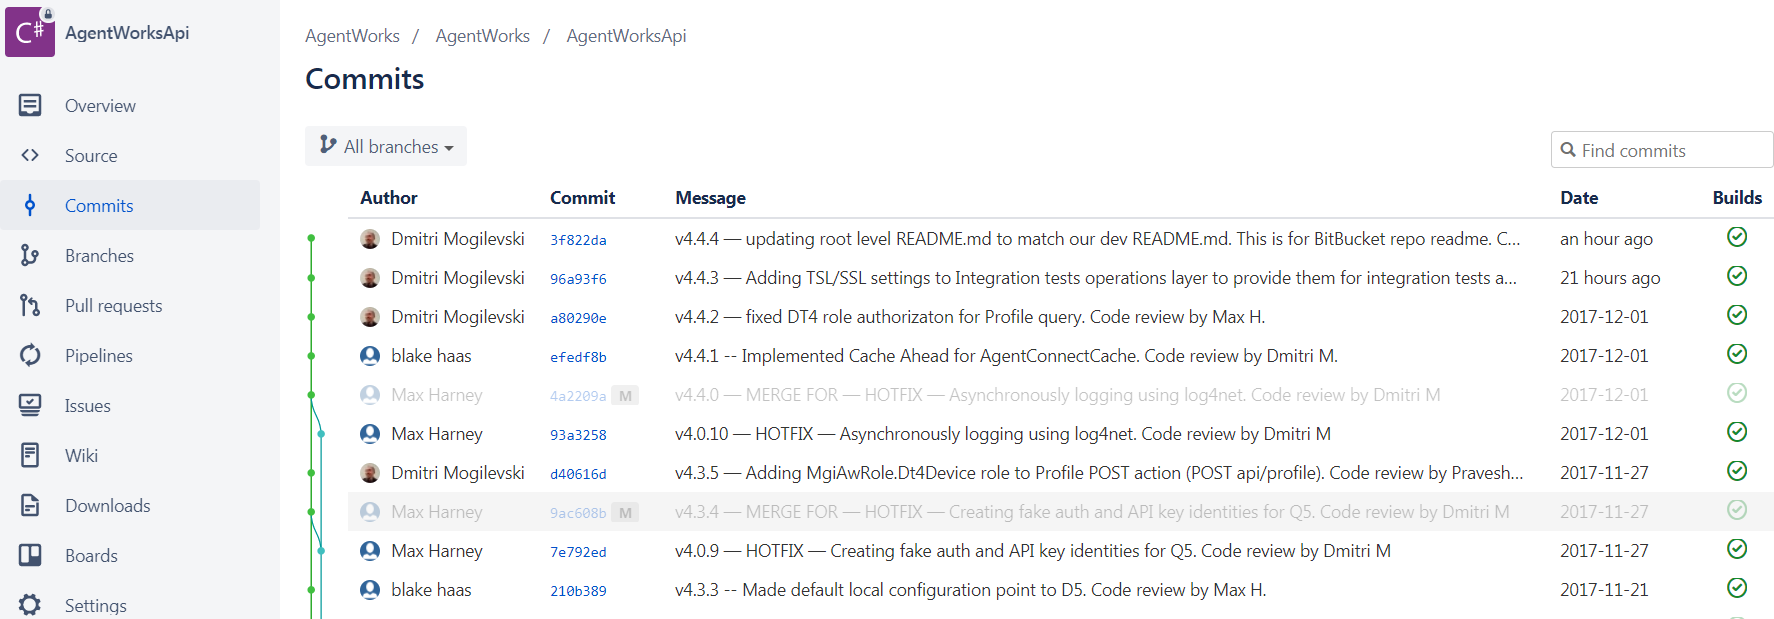 C#
AgentWorksApi
Overview
Source
Commits
Branches
Pull requests
Pipelines
Issues
Wiki
Downloads
Boards
Settings
AgentWorks / AgentWorks / AgentWorksApi
Commits
All branches
Find commits
Author Commit Message Date Builds
Dmitri Mogilevski 3f822da v4.4.4 — updating root level README.md to match our dev README.md. This is for BitBucket repo readme. C... an hour ago
Dmitri Mogilevski 96a93f6 v4.4.3 — Adding TSL/SSL settings to Integration tests operations layer to provide them for integration tests a... 21 hours ago
Dmitri Mogilevski a80290e v4.4.2 — fixed DT4 role authorizaton for Profile query. Code review by Max H. 2017-12-01
blake haas efedf8b v4.4.1 -- Implemented Cache Ahead for AgentConnectCache. Code review by Dmitri M. 2017-12-01
Max Harney 4a2209a M v4.4.0 — MERGE FOR — HOTFIX — Asynchronously logging using log4net. Code review by Dmitri M 2017-12-01
Max Harney 93a3258 v4.0.10 — HOTFIX — Asynchronously logging using log4net. Code review by Dmitri M 2017-12-01
Dmitri Mogilevski d40616d v4.3.5 — Adding MgiAwRole.Dt4Device role to Profile POST action (POST api/profile). Code review by Pravesh... 2017-11-27
Max Harney 9ac608b M v4.3.4 — MERGE FOR — HOTFIX — Creating fake auth and API key identities for Q5. Code review by Dmitri M 2017-11-27
Max Harney 7e792ed v4.0.9 — HOTFIX — Creating fake auth and API key identities for Q5. Code review by Dmitri M 2017-11-27
blake haas 210b389 v4.3.3 -- Made default local configuration point to D5. Code review by Max H. 2017-11-21